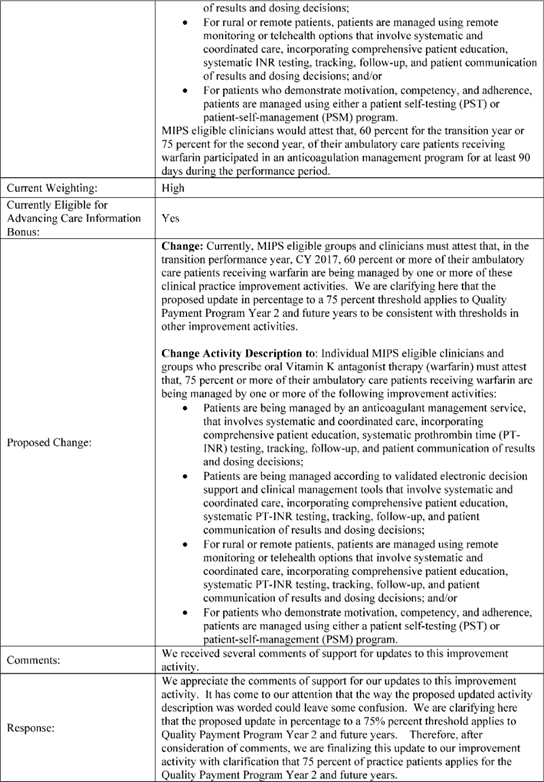 of results and dosing decisions;
• For rural or remote patients, patients are managed using remote
monitoring or telehealth options that involve systematic and
coordinated care, incorporating comprehensive patient education,
systematic INR testing, tracking, follow-up, and patient communication
of results and dosing decisions; and/or
• For patients who demonstrate motivation, competency, and adherence,
patients are managed using either a patient self-testing (PST) or
patient-self-management (PSM) program.
MIPS eligible clinicians would attest that, 60 percent for the transition year or
75 percent for the second year, of their ambulatory care patients receiving
warfarin participated in an anticoagulation management program for at least 90
days during the performance period.
Current Weighting:
High
Currently Eligible for
Advancing Care Information
Bonus:
Yes
Proposed Change:
Change: Currently, MIPS eligible groups and clinicians must attest that, in the
transition performance year, CY 2017, 60 percent or more of their ambulatory
care patients receiving warfarin are being managed by one or more of these
clinical practice improvement activities. We are clarifying here that the
proposed update in percentage to a 75 percent threshold applies to Quality
Payment Program Year 2 and future years to be consistent with thresholds in
other improvement activities.
Change Activity Description to: Individual MIPS eligible clinicians and
groups who prescribe oral Vitamin K antagonist therapy (warfarin) must attest
that, 75 percent or more of their ambulatory care patients receiving warfarin are
being managed by one or more of the following improvement activities:
• Patients are being managed by an anticoagulant management service,
that involves systematic and coordinated care, incorporating
comprehensive patient education, systematic prothrombin time (PT-
INR) testing, tracking, follow-up, and patient communication of results
and dosing decisions;
• Patients are being managed according to validated electronic decision
support and clinical management tools that involve systematic and
coordinated care, incorporating comprehensive patient education,
systematic PT-INR testing, tracking, follow-up, and patient
communication of results and dosing decisions;
• For rural or remote patients, patients are managed using remote
monitoring or telehealth options that involve systematic and
coordinated care, incorporating comprehensive patient education,
systematic PT-INR testing, tracking, follow-up, and patient
communication of results and dosing decisions; and/or
• For patients who demonstrate motivation, competency, and adherence,
patients are managed using either a patient self-testing (PST) or
patient-self-management (PSM) program.
Comments:
We received several comments of support for updates to this improvement
activity.
Response:
We appreciate the comments of support for our updates to this improvement
activity. It has come to our attention that the way the proposed updated activity
description was worded could leave some confusion. We are clarifying here
that the proposed update in percentage to a 75% percent threshold applies to
Quality Payment Program Year 2 and future years. Therefore, after
consideration of comments, we are finalizing this update to our improvement
activity with clarification that 75 percent of practice patients applies for the
Quality Payment Program Year 2 and future years.